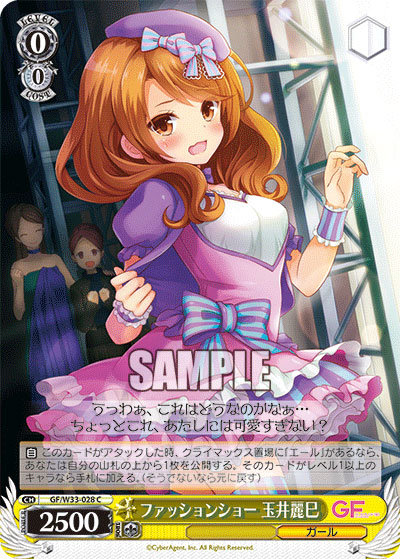 LEVEL
0
0
COST
SAMPLE
うっわぁ、これはどうなのかなぁ…
ちょっとこれ、あたしには可愛すぎない？
自 このカードがアタックした時、クライマックス置場に「エール」があるなら、
あなたは自分の山札の上から1枚を公開する。そのカードがレベル1以上の
キャラなら手札に加える。（そうでないなら元に戻す）
CH GF/W33-028 C
2500
ファッションショー 玉井麗巳
GF
ガール
©CyberAgent, Inc. All Rights Reserved.